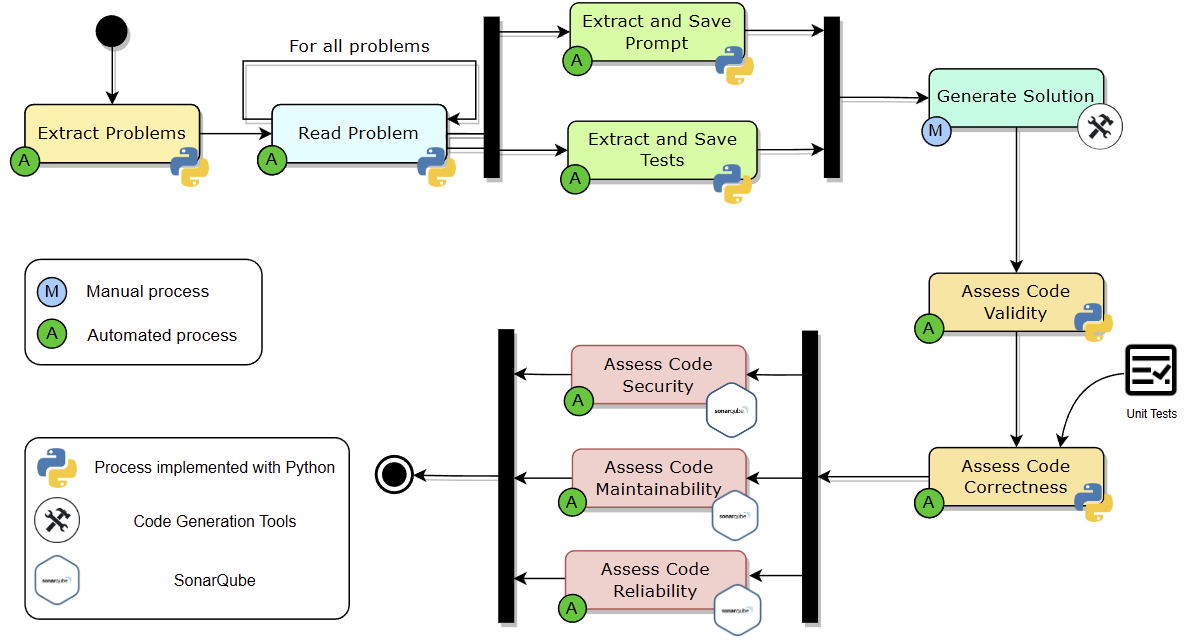 For all problems
Extract Problems
A
Read Problem
A
Extract and Save
Prompt
A
Extract and Save
Tests
A
Generate Solution
M
M
Manual process
A
Automated process
Assess Code
Validity
A
Unit Tests
Assess Code
Correctness
A
Assess Code
Security
A
sonarqube
Assess Code
Maintainability
A
sonarqube
Assess Code
Reliability
A
sonarqube
Process implemented with Python
Code Generation Tools
sonarqube
SonarQube